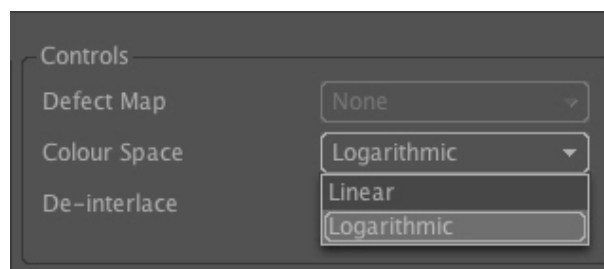 Controls
Defect Map None
Colour Space Logarithmic
De-interlace
Linear
Logarithmic